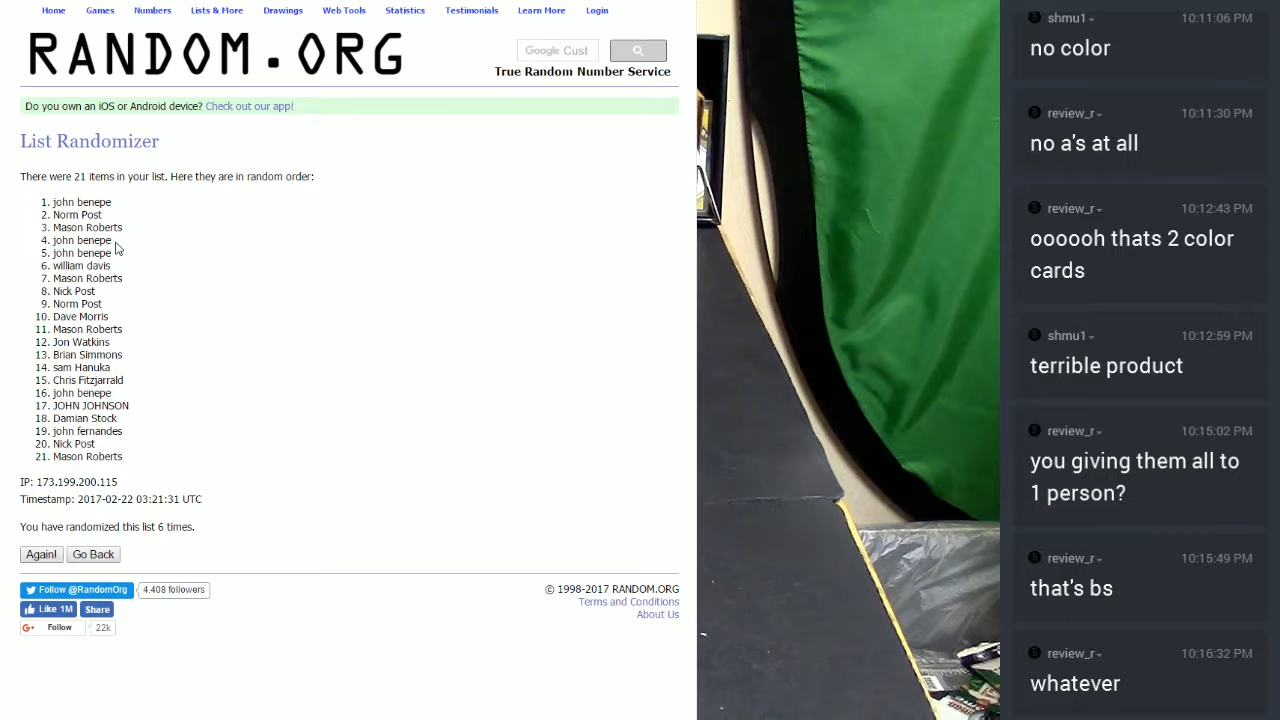 Home Games Numbers Lists & More Drawings Web Tools Statistics Testimonials Learn More Login
RANDOM.ORG
Google Cust
True Random Number Service
Do you own an iOS or Android device? Check out our app!
List Randomizer
There were 21 items in your list. Here they are in random order:
1. john benepe
2. Norm Post
3. Mason Roberts
4. john benepe
5. john benepe
6. william davis
7. Mason Roberts
8. Nick Post
9. Norm Post
10. Dave Morris
11. Mason Roberts
12. Jon Watkins
13. Brian Simmons
14. sam Hanuka
15. Chris Fitzjarrald
16. john benepe
17. JOHN JOHNSON
18. Damian Stock
19. john fernandes
20. Nick Post
21. Mason Roberts
IP: 173.199.200.115
Timestamp: 2017-02-22 03:21:31 UTC
You have randomized this list 6 times.
Again! Go Back
Follow @RandomOrg 4,408 followers
Like 1M Share
G+ Follow 22k
© 1998-2017 RANDOM.ORG
Terms and Conditions
About Us
shmu1 10:11:06 PM
no color
review_r 10:11:30 PM
no a's at all
review_r 10:12:43 PM
oooooh thats 2 color
cards
shmu1 10:12:59 PM
terrible product
review_r 10:15:02 PM
you giving them all to
1 person?
review_r 10:15:49 PM
that's bs
review_r 10:16:32 PM
whatever